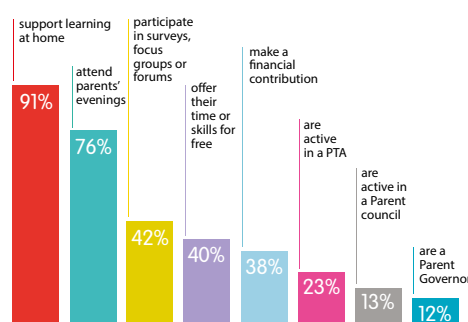 support learning
at home
91%
attend
parents'
evenings
76%
participate
in surveys,
focus
groups or
forums
42%
offer
their
time or
skills for
free
40%
make a
financial
contribution
38%
are
active
in a PTA
23%
are
active in
a Parent
council
13%
are a
Parent
Governor
12%